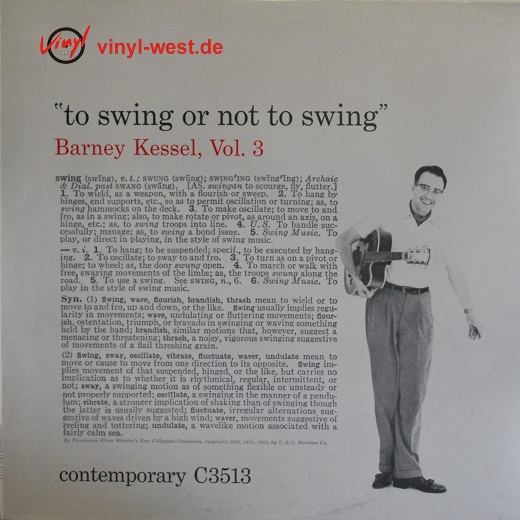 Vinyl vinyl-west.de
"to swing or not to swing"
Barney Kessel, Vol. 3
swing (swĭng), v. t.; SWUNG (swŭng); SWING'ING (swĭng'ĭng); Archaic
& Dial. past SWANG (swăng). [AS. swingan to scourge, fly, flutter.]
1. To wield, as a weapon, with a flourish or sweep. 2. To hang by
hinges, end supports, etc., so as to permit oscillation or turning; as, to
swing hammocks on the deck. 3. To make oscillate; to move to and
fro, as in a swing; also, to make rotate or pivot, as around an axis, on a
hinge, etc.; as, to swing troops into line. 4. U.S. To handle suc-
cessfully; manage; as, to swing a bond issue. 5. Swing Music. To
play, or direct in playing, in the style of swing music.
— v. i. 1. To hang; to be suspended; specif., to be executed by hang-
ing. 2. To oscillate; to sway to and fro. 3. To turn as on a pivot or
hinge; to wheel; as, the door swung open. 4. To march or walk with
free, swaying movements of the limbs; as, the troops swung along the
road. 5. To use a swing. See SWING, n., 6. 6. Swing Music. To
play in the style of swing music.
Syn. (1) Swing, wave, flourish, brandish, thrash mean to wield or to
move to and fro, up and down, or the like. Swing usually implies regu-
larity in movements; wave, undulating or fluttering movements; flour-
ish, ostentation, triumph, or bravado in swinging or waving something
held by the hand; brandish, similar motions that, however, suggest a
menacing or threatening; thrash, a noisy, vigorous swinging suggestive
of movements of a flail threshing grain.
(2) Swing, sway, oscillate, vibrate, fluctuate, waver, undulate mean to
move or cause to move from one direction to its opposite. Swing im-
plies movement of that suspended, hinged, or the like, but carries no
implication as to whether it is rhythmical, regular, intermittent, or
not; sway, a swinging motion as of something flexible or unsteady or
not properly supported; oscillate, a swinging in the manner of a pendu-
lum; vibrate, a stronger implication of shaking than of swinging though
the latter is usually suggested; fluctuate, irregular alternations sug-
gestive of waves driven by a high wind; waver, movements suggestive of
reeling and tottering; undulate, a wavelike motion associated with a
fairly calm sea.
By Permission. From Webster's New Collegiate Dictionary, copyright 1949, 1951, 1953, by G. & C. Merriam Co.
contemporary C3513